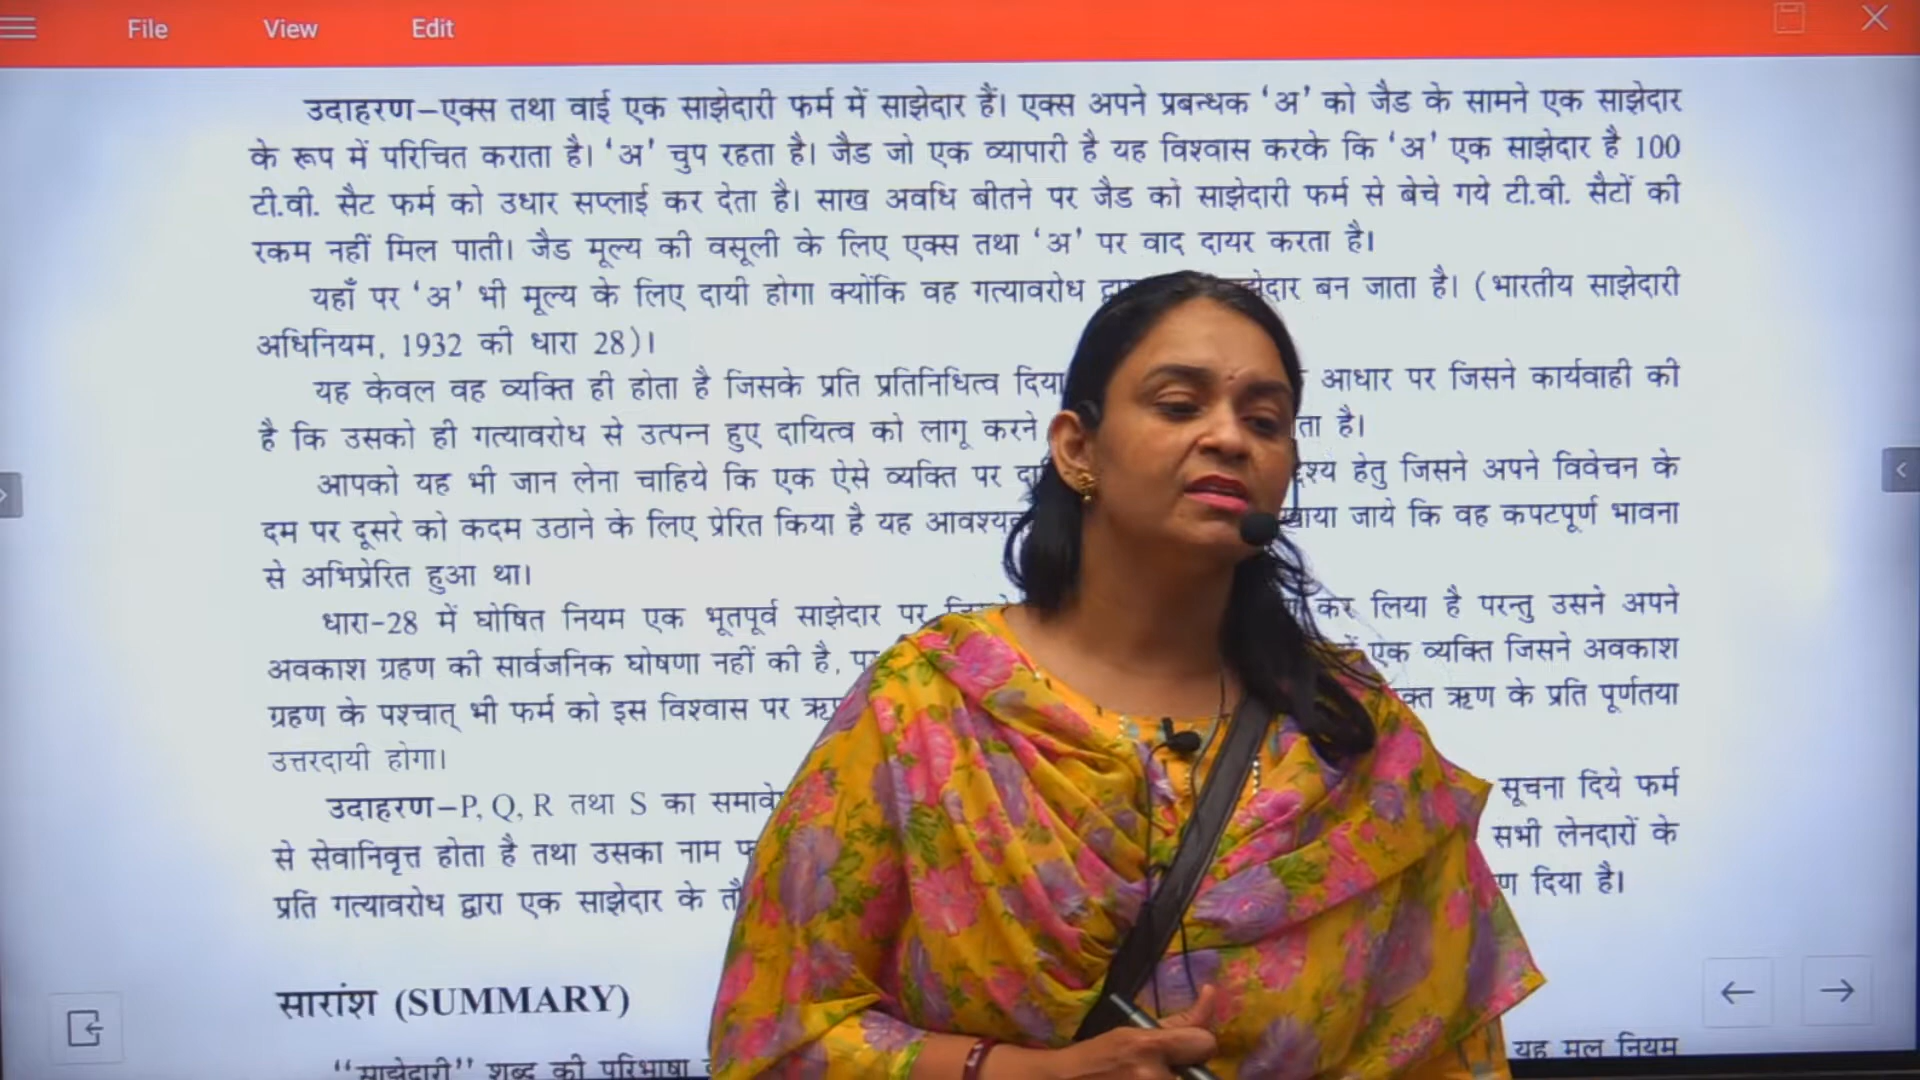 File View Edit
उदाहरण–एक्स तथा वाई एक साझेदारी फर्म में साझेदार हैं। एक्स अपने प्रबन्धक ‘अ’ को जैड के सामने एक साझेदार
के रूप में परिचित कराता है। ‘अ’ चुप रहता है। जैड जो एक व्यापारी है यह विश्वास करके कि ‘अ’ एक साझेदार है 100
टी.वी. सैट फर्म को उधार सप्लाई कर देता है। साख अवधि बीतने पर जैड को साझेदारी फर्म से बेचे गये टी.वी. सैटों की
रकम नहीं मिल पाती। जैड मूल्य की वसूली के लिए एक्स तथा ‘अ’ पर वाद दायर करता है।
यहाँ पर ‘अ’ भी मूल्य के लिए दायी होगा क्योंकि वह गत्यावरोध बन जाता है। (भारतीय साझेदारी
अधिनियम, 1932 की धारा 28)।
यह केवल वह व्यक्ति ही होता है जिसके प्रति प्रतिनिधित्व दिया आधार पर जिसने कार्यवाही की
है कि उसको ही गत्यावरोध से उत्पन्न हुए दायित्व को लागू करने है।
आपको यह भी जान लेना चाहिये कि एक ऐसे व्यक्ति पर हेतु जिसने अपने विवेचन के
दम पर दूसरे को कदम उठाने के लिए प्रेरित किया है यह जाये कि वह कपटपूर्ण भावना
से अभिप्रेरित हुआ था।
धारा-28 में घोषित नियम एक भूतपूर्व साझेदार पर कर लिया है परन्तु उसने अपने
अवकाश ग्रहण की सार्वजनिक घोषणा नहीं की है, एक व्यक्ति जिसने अवकाश
ग्रहण के पश्चात् भी फर्म को इस विश्वास पर ऋण के प्रति पूर्णतया
उत्तरदायी होगा।
उदाहरण–P, Q, R तथा S का सूचना दिये फर्म
से सेवानिवृत्त होता है तथा उसका नाम सभी लेनदारों के
प्रति गत्यावरोध द्वारा एक साझेदार के दिया है।
सारांश (SUMMARY)
“साझेदारी” शब्द की परिभाषा यह मूल नियम